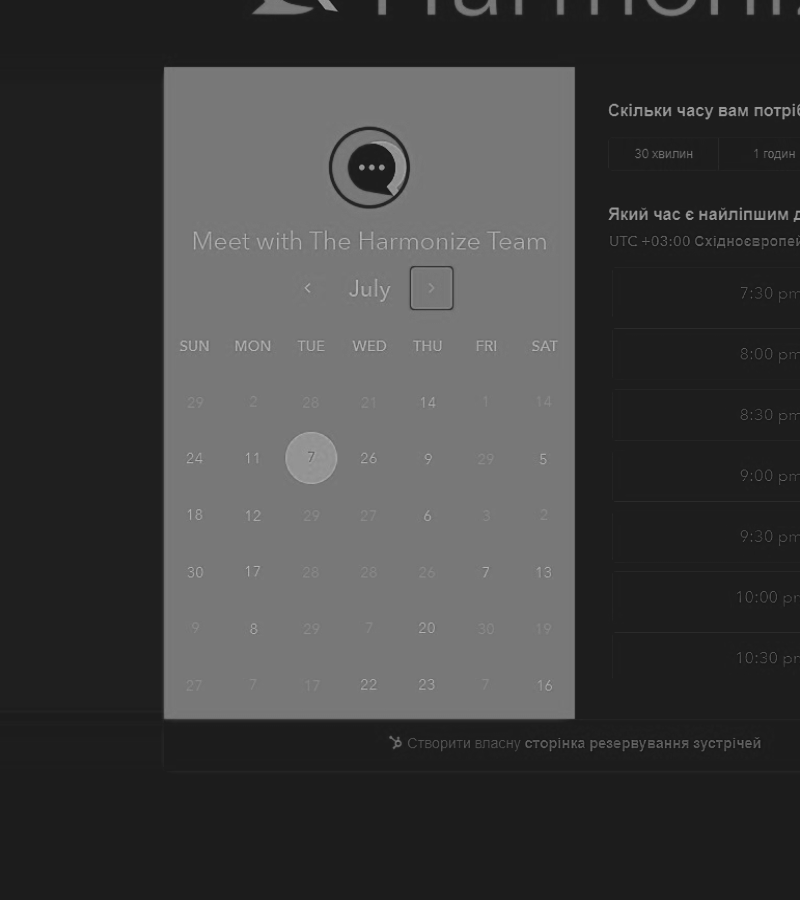 Harmoniz
Meet with The Harmonize Team
July
SUN MON TUE WED THU FRI SAT
29 2 28 21 14 1 14
24 11 7 26 9 29 5
18 12 29 27 6 3 2
30 17 28 28 26 7 13
9 8 29 7 20 30 19
27 7 17 22 23 7 16
Скільки часу вам потріб
30 хвилин 1 годин
Який час є найліпшим д
UTC +03:00 Східноєвропей
7:30 pm
8:00 pm
8:30 pm
9:00 pm
9:30 pm
10:00 pm
10:30 pm
Створити власну сторінка резервування зустрічей